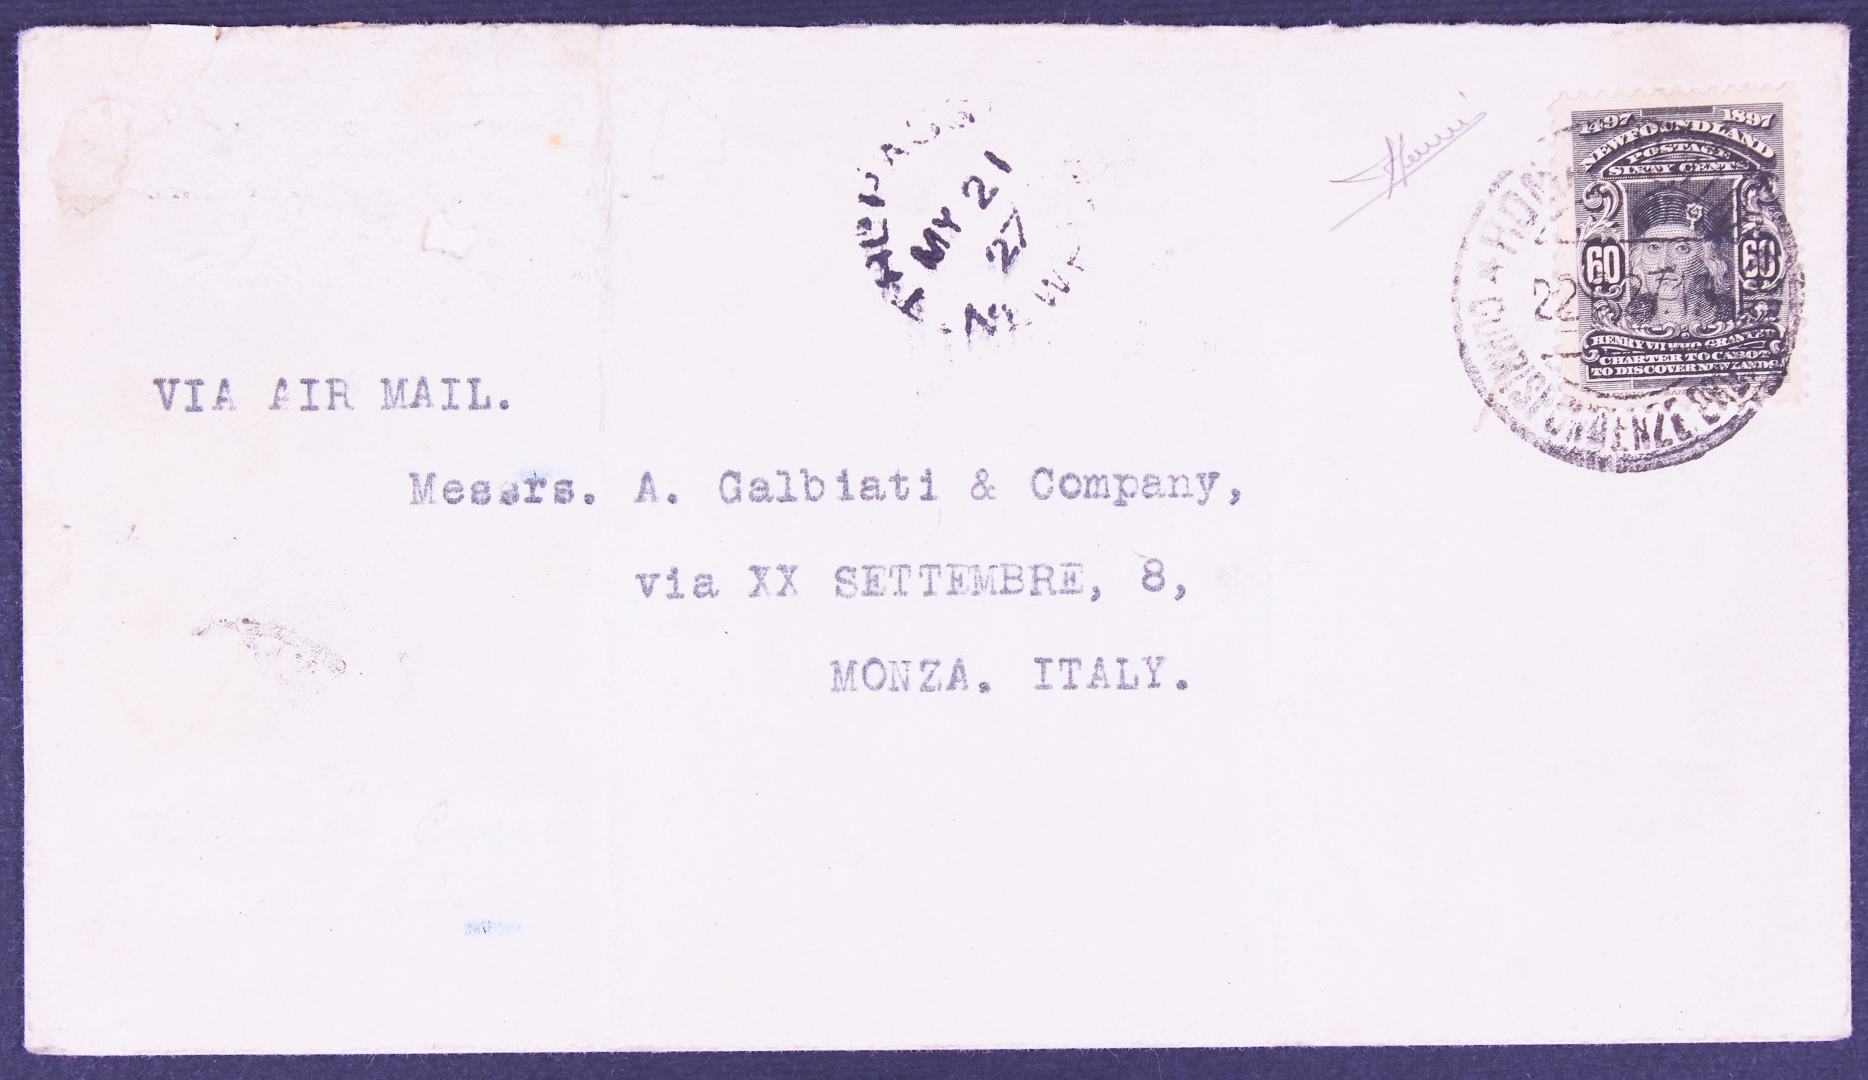 1497 1897
NEWFOUNDLAND
POSTAGE
SIXTY CENTS
60 60
HENRY VII WHO GRANTED
CHARTER TO CABOT
TO DISCOVER NEW LANDS
MY 21
27
22
VIA AIR MAIL.
Messrs. A. Galbiati & Company,
via XX SETTEMBRE, 8,
MONZA. ITALY.